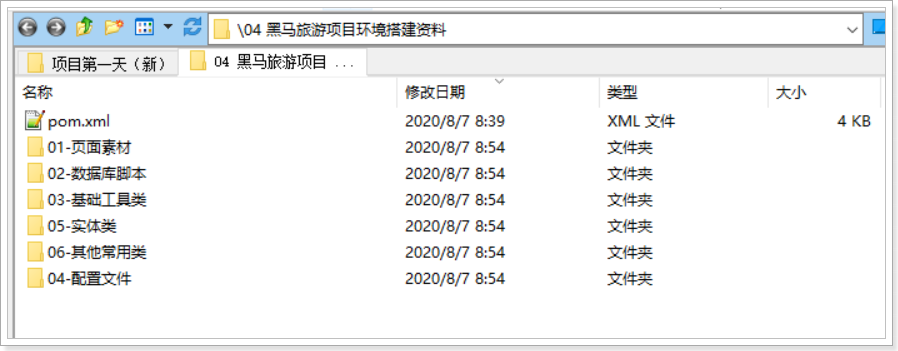 \04 黑马旅游项目环境搭建资料
项目第一天（新） 04 黑马旅游项目 ...
名称 修改日期 类型 大小
pom.xml 2020/8/7 8:39 XML 文件 4 KB
01-页面素材 2020/8/7 8:54 文件夹
02-数据库脚本 2020/8/7 8:54 文件夹
03-基础工具类 2020/8/7 8:54 文件夹
05-实体类 2020/8/7 8:54 文件夹
06-其他常用类 2020/8/7 8:54 文件夹
04-配置文件 2020/8/7 8:54 文件夹